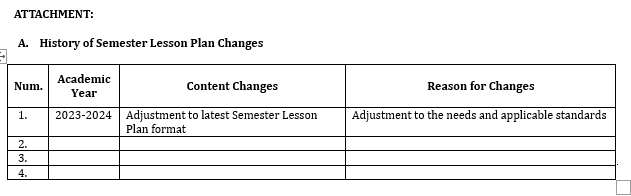 ATTACHMENT:
A. History of Semester Lesson Plan Changes
Num. Academic Year Content Changes Reason for Changes
1. 2023-2024 Adjustment to latest Semester Lesson Plan format Adjustment to the needs and applicable standards
2.
3.
4.